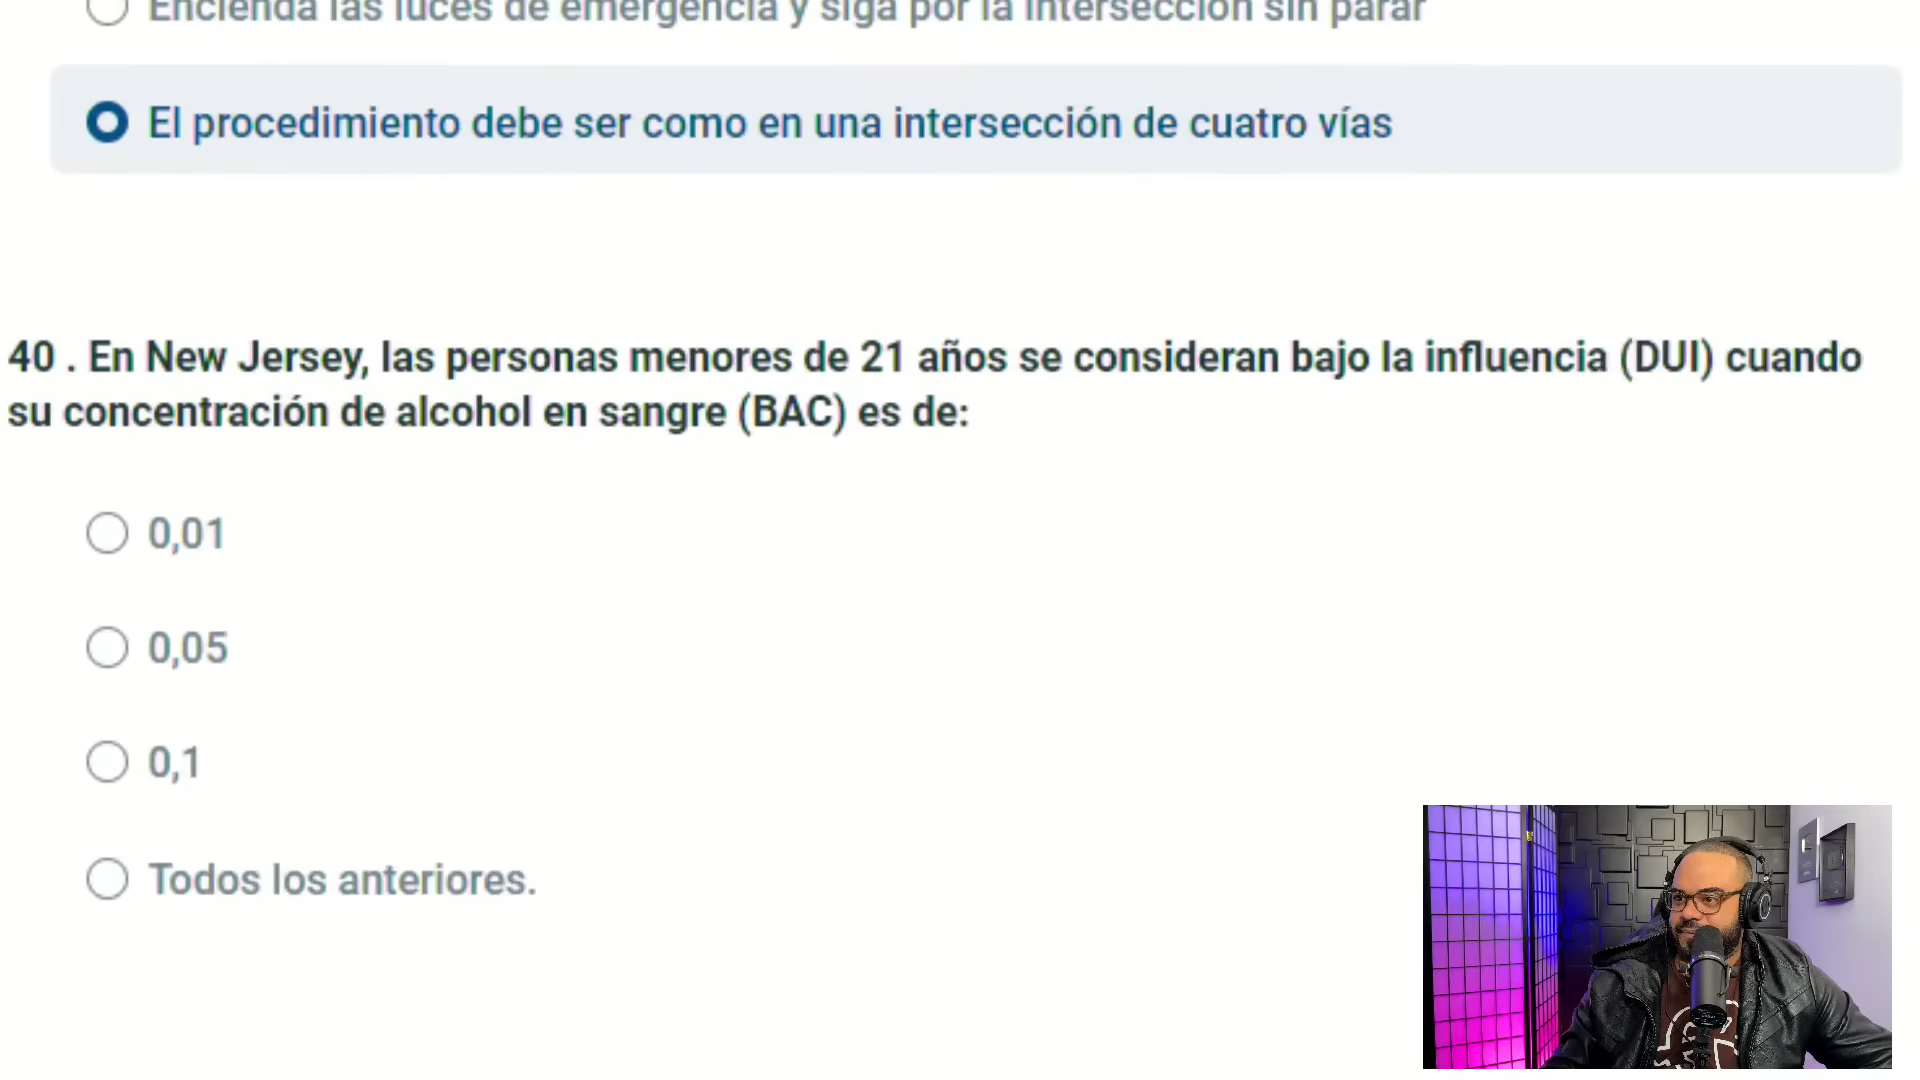 Encienda las luces de emergencia y siga por la intersección sin parar
El procedimiento debe ser como en una intersección de cuatro vías
40 . En New Jersey, las personas menores de 21 años se consideran bajo la influencia (DUI) cuando
su concentración de alcohol en sangre (BAC) es de:
0,01
0,05
0,1
Todos los anteriores.